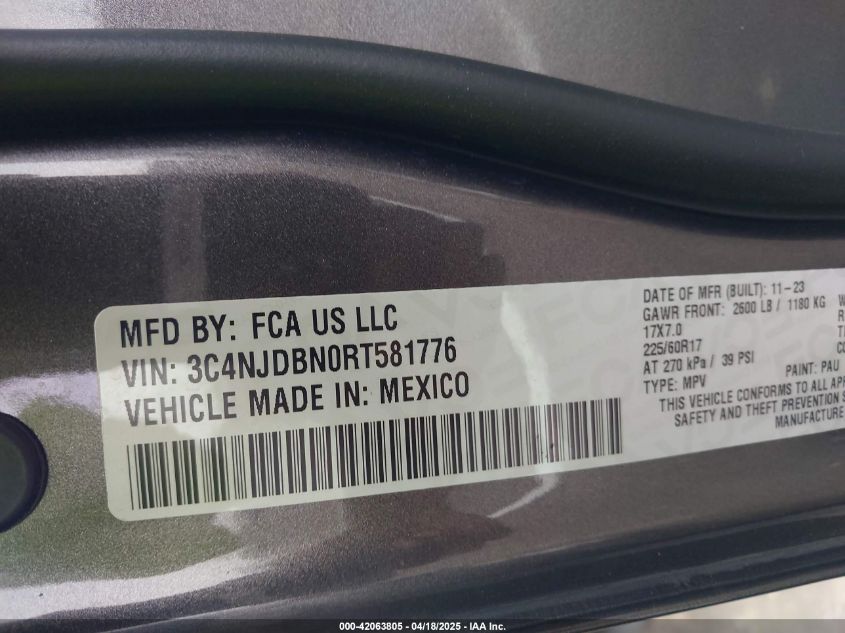 MFD BY: FCA US LLC
VIN: 3C4NJDBN0RT581776
VEHICLE MADE IN: MEXICO
DATE OF MFR (BUILT): 11-23
GAWR FRONT: 2600 LB / 1180 KG
17X7.0
225/60R17
AT 270 kPa / 39 PSI
TYPE: MPV
PAINT: PAU
THIS VEHICLE CONFORMS TO ALL APP
SAFETY AND THEFT PREVENTION S
MANUFACTURE
000-42063805 - 04/18/2025 - IAA Inc.